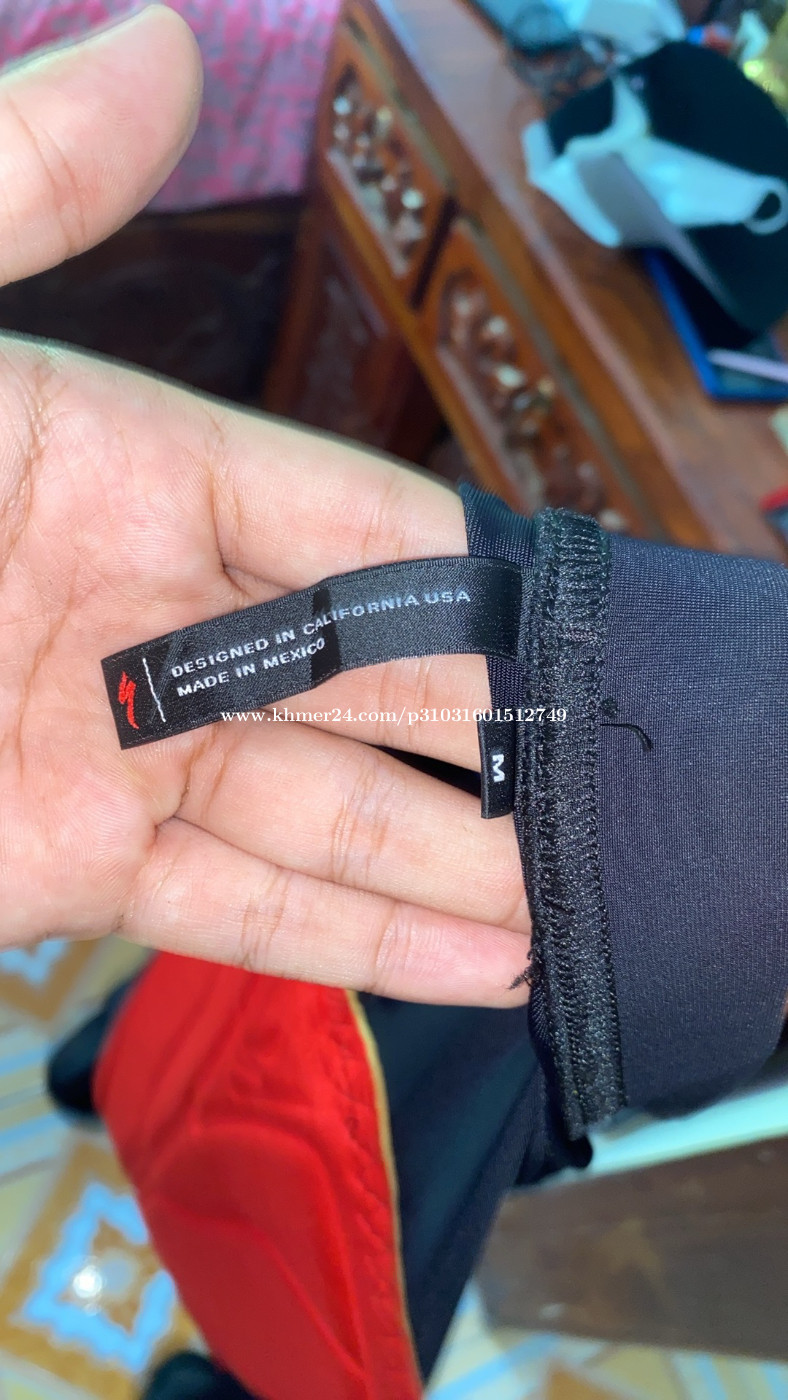 DESIGNED IN CALIFORNIA USA
MADE IN MEXICO
www.khmer24.com/p31031601512749
M